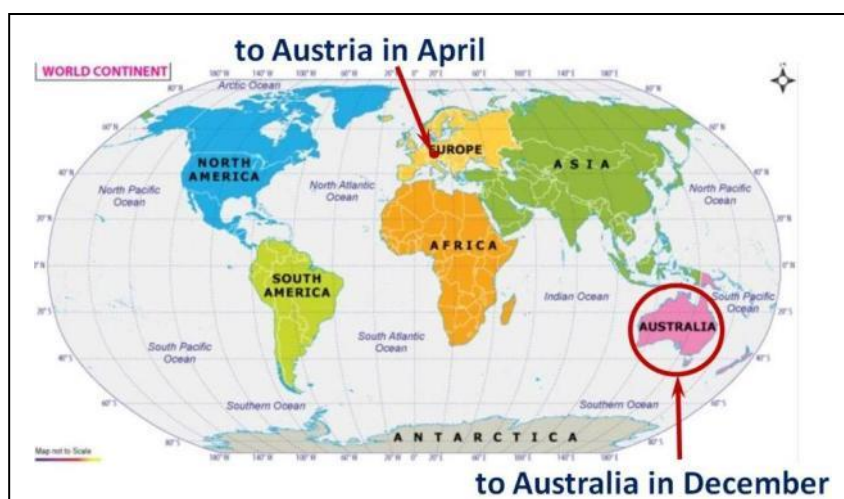 to Austria in April
WORLD CONTINENT
Arctic Ocean
EUROPE
ASIA
NORTH
AMERICA
North Pacific
Ocean
North Atlantic
Ocean
North Pacific
Ocean
AFRICA
SOUTH
AMERICA
Indian Ocean
South Pacific
Ocean
AUSTRALIA
South Pacific
Ocean
South Atlantic
Ocean
Southern Ocean
Southern Ocean
ANTARCTICA
Map not to Scale
to Australia in December